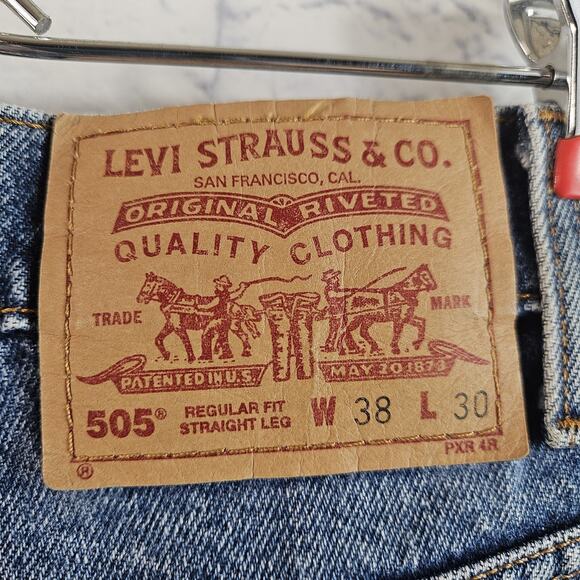 LEVI STRAUSS & CO.
SAN FRANCISCO, CAL.
ORIGINAL RIVETED
QUALITY CLOTHING
TRADE MARK
PATENTED IN U.S. MAY 20 1873
505® REGULAR FIT STRAIGHT LEG W 38 L 30
® PXR 4R